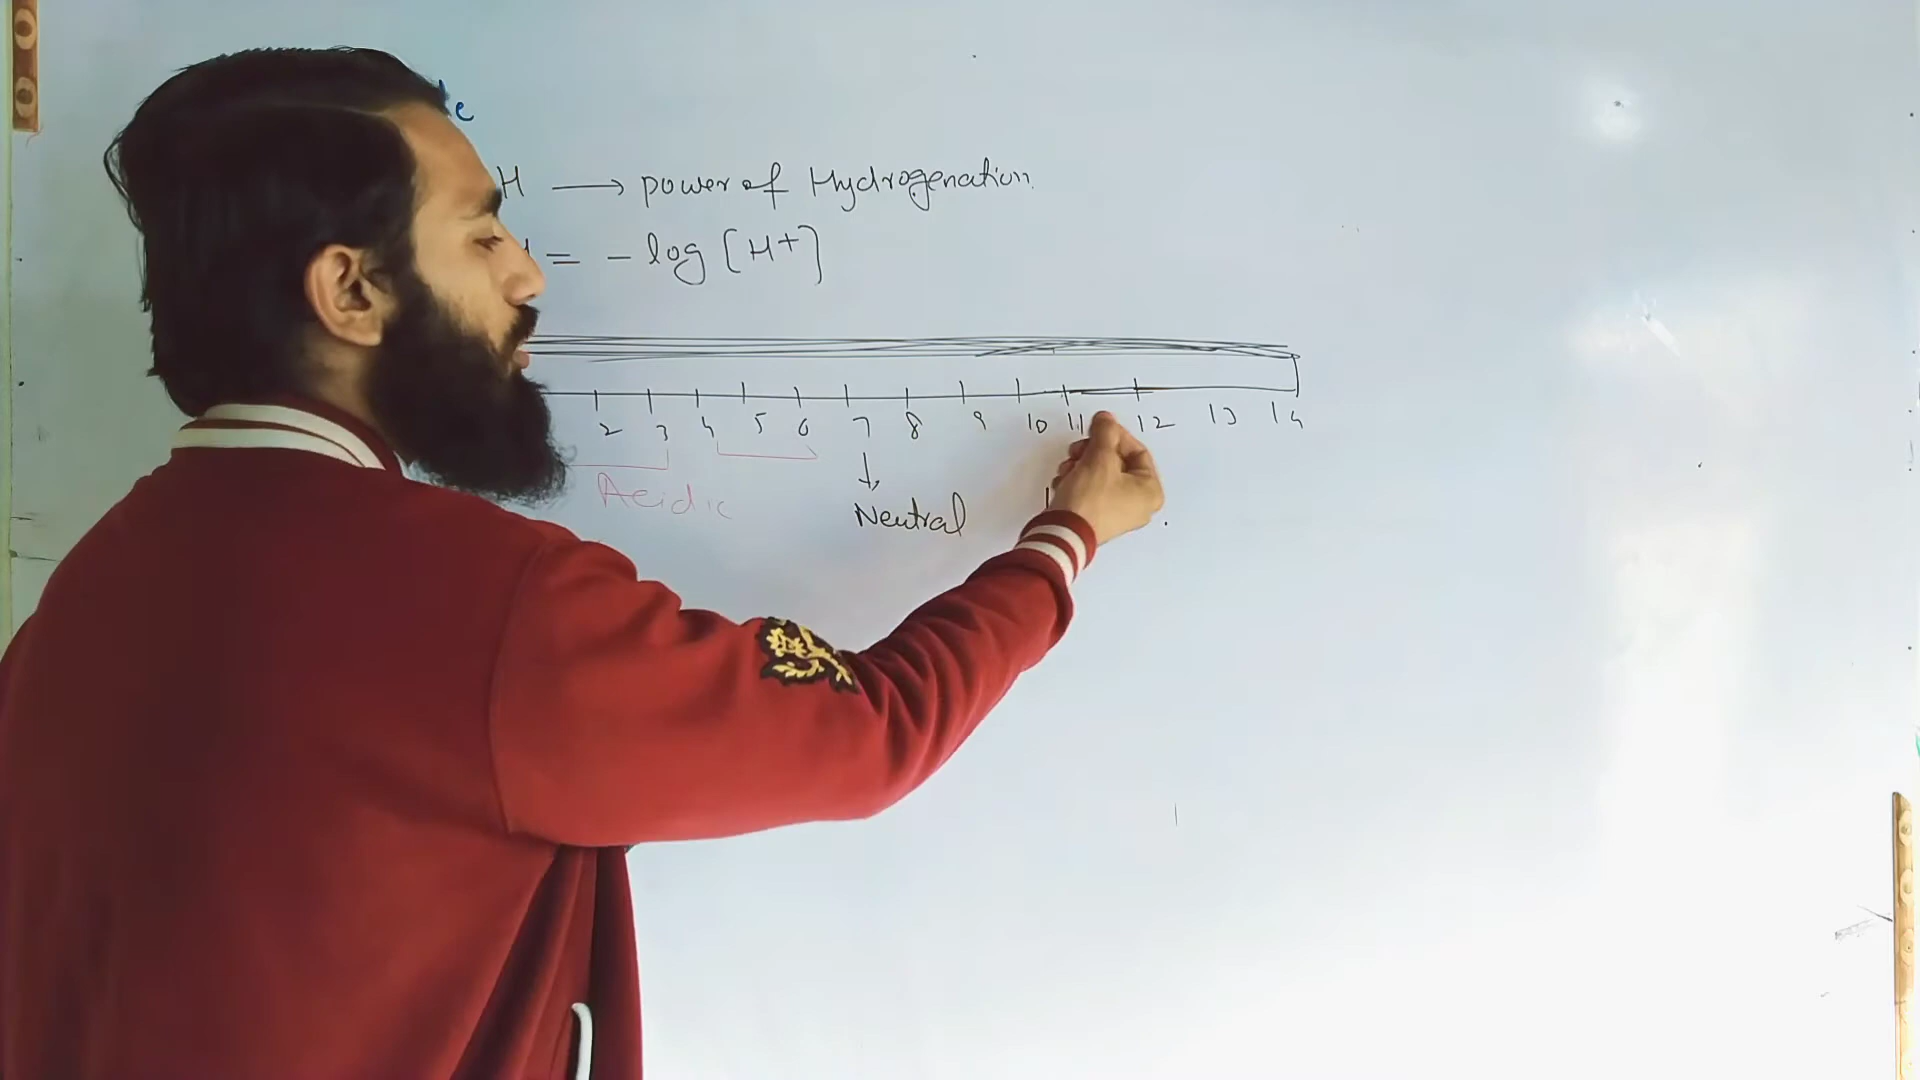 H → power of Hydrogenation
= - log [H+]
2 3 4 5 6 7 8 9 10 11 12 13 14
Acidic
Neutral